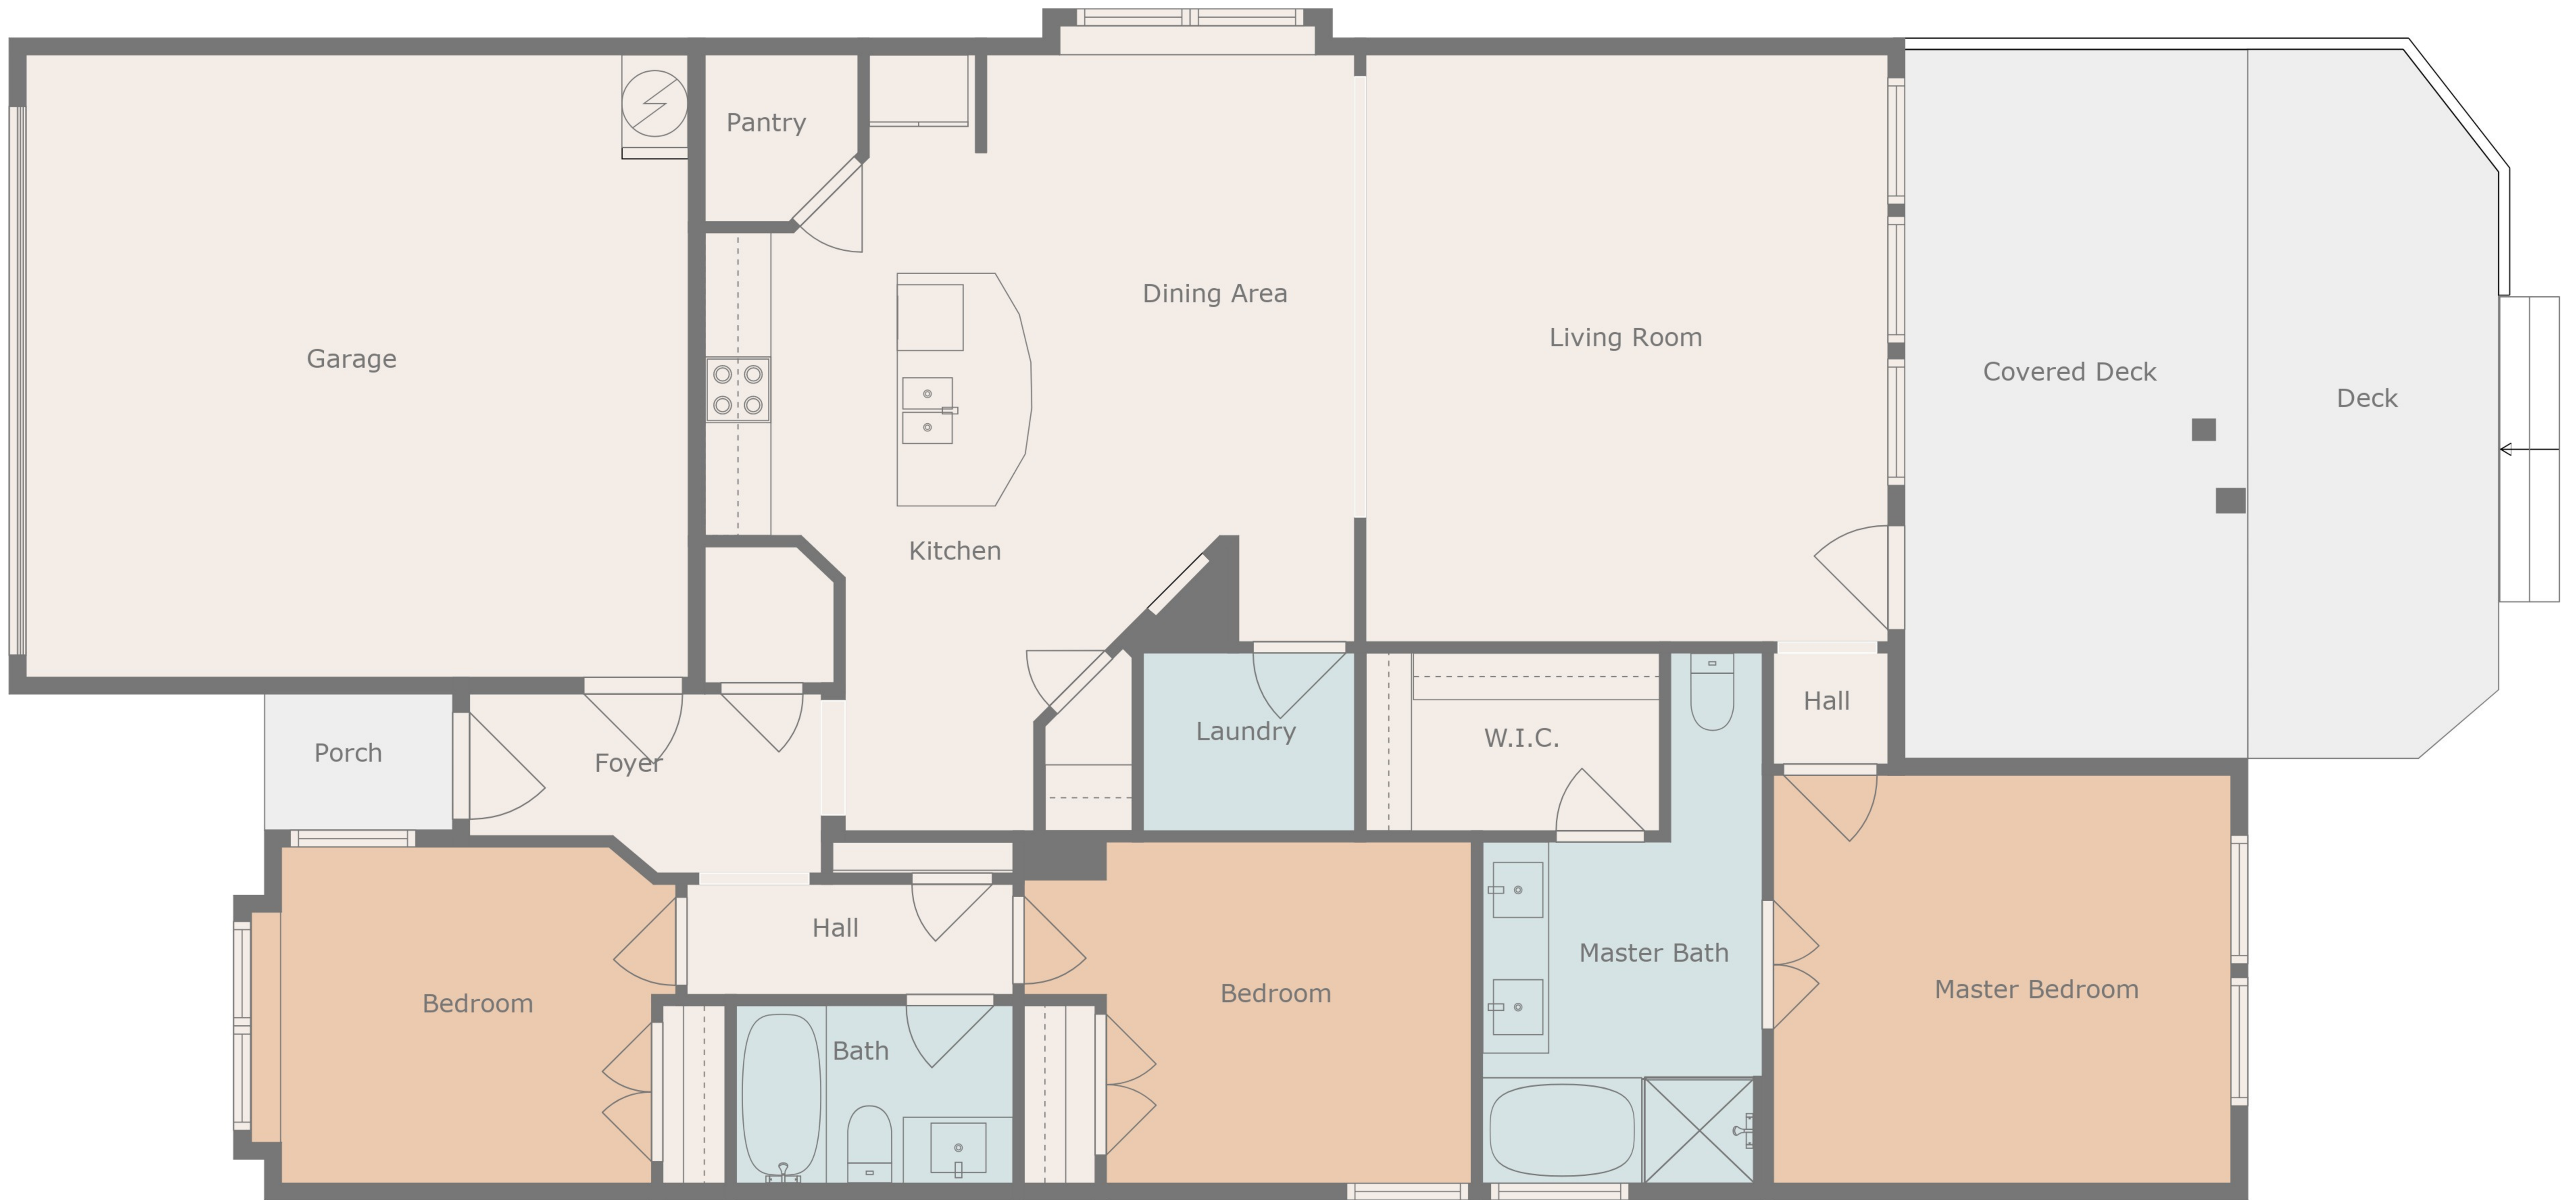 Pantry
Dining Area
Living Room
Garage
Covered Deck
Deck
Kitchen
Hall
Laundry
W.I.C.
Porch
Foyer
Hall
Master Bath
Bedroom
Bedroom
Master Bedroom
Bath